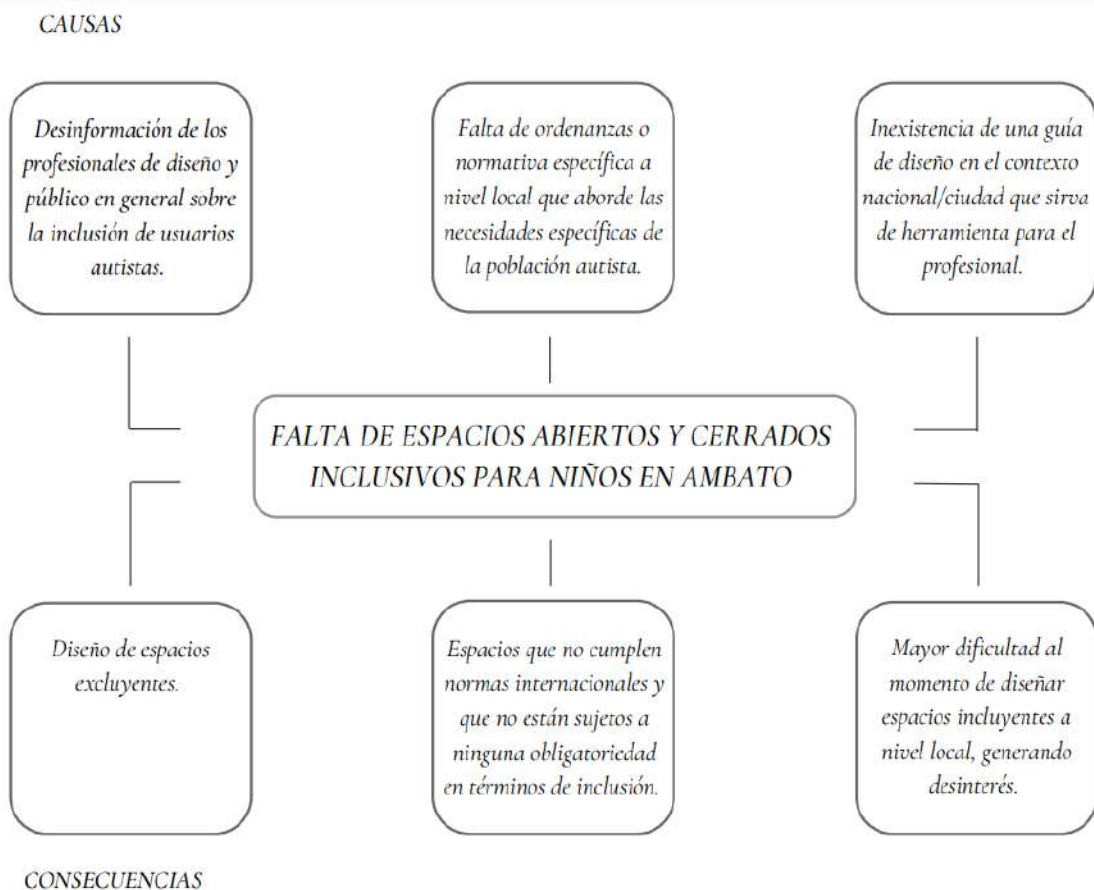 CAUSAS
Desinformación de los
profesionales de diseño y
público en general sobre
la inclusión de usuarios
autistas.
Falta de ordenanzas o
normativa específica a
nivel local que aborde las
necesidades específicas de
la población autista.
Inexistencia de una guía
de diseño en el contexto
nacional/ciudad que sirva
de herramienta para el
profesional.
FALTA DE ESPACIOS ABIERTOS Y CERRADOS
INCLUSIVOS PARA NIÑOS EN AMBATO
Diseño de espacios
excluyentes.
Espacios que no cumplen
normas internacionales y
que no están sujetos a
ninguna obligatoriedad
en términos de inclusión.
Mayor dificultad al
momento de diseñar
espacios incluyentes a
nivel local, generando
desinterés.
CONSECUENCIAS